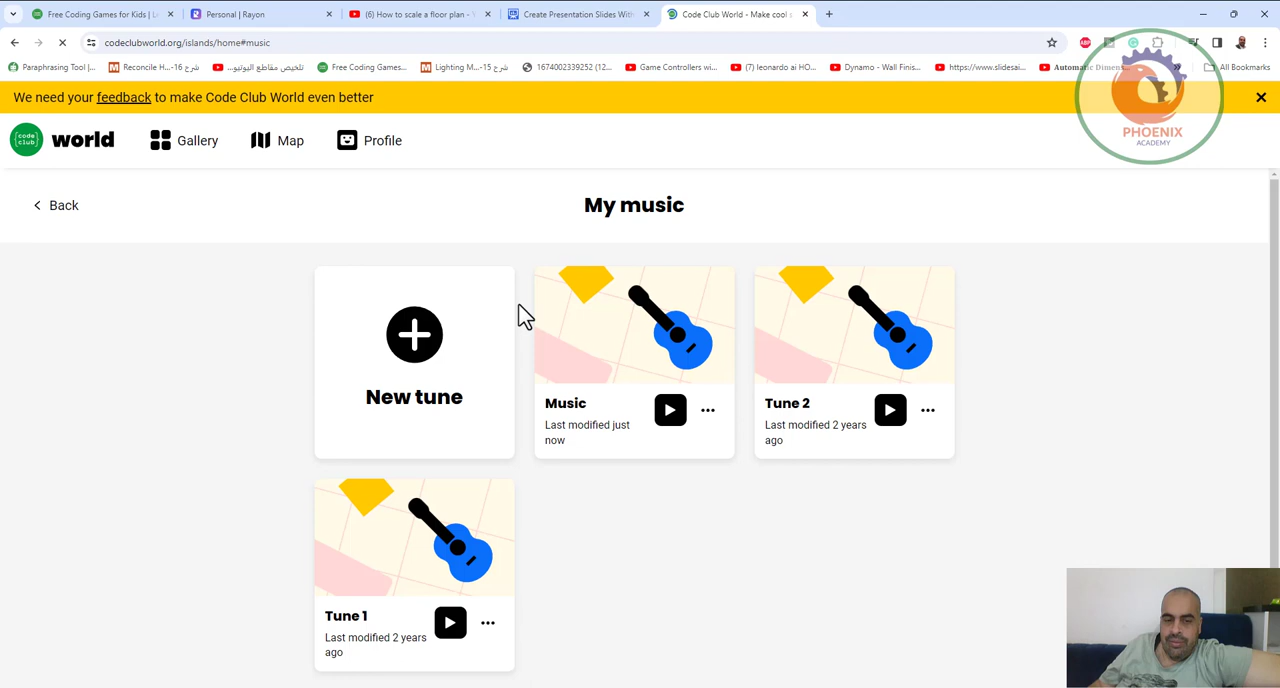 Free Coding Games for Kids | L
Personal | Rayon
(6) How to scale a floor plan -
Create Presentation Slides With
Code Club World - Make cool s
codeclubworld.org/islands/home#music
Paraphrasing Tool |...
Reconcile H...-16 شرح
تلخيص مقاطع اليوتيو...
Free Coding Games...
Lighting M...-15 شرح
1674002339252 (12...
Game Controllers wi...
(7) leonardo ai HO...
Dynamo - Wall Finis...
https://www.slidesai...
Automatic Dimen...
All Bookmarks
We need your feedback to make Code Club World even better
code club
world
Gallery
Map
Profile
PHOENIX
ACADEMY
Back
My music
New tune
Music
Last modified just
now
Tune 2
Last modified 2 years
ago
Tune 1
Last modified 2 years
ago